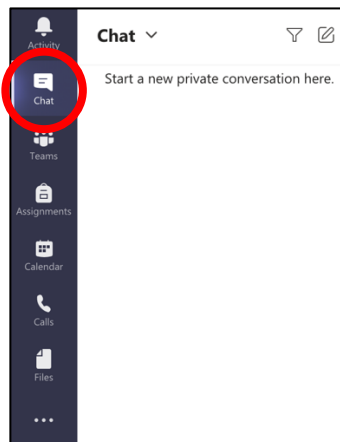 Activity
Chat
Teams
Assignments
Calendar
Calls
Files
Chat
Start a new private conversation here.